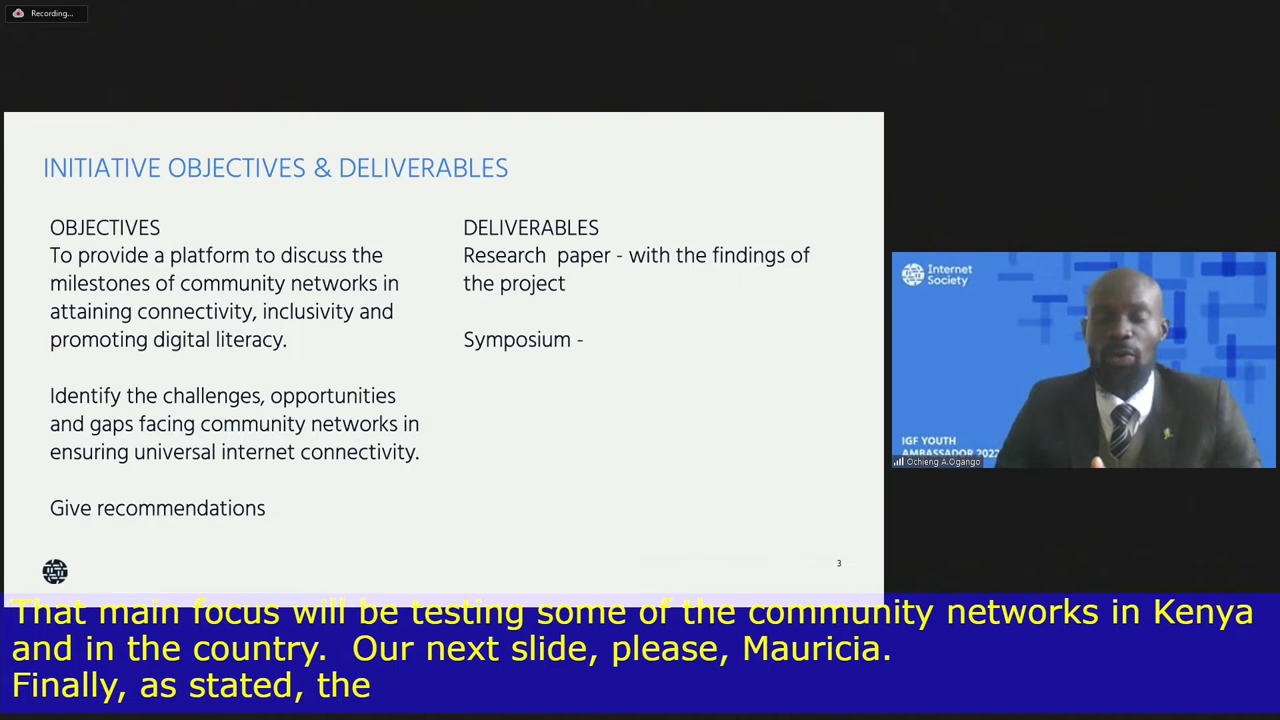 Recording...
INITIATIVE OBJECTIVES & DELIVERABLES
OBJECTIVES
To provide a platform to discuss the
milestones of community networks in
attaining connectivity, inclusivity and
promoting digital literacy.
Identify the challenges, opportunities
and gaps facing community networks in
ensuring universal internet connectivity.
Give recommendations
DELIVERABLES
Research paper - with the findings of
the project
Symposium -
3
Internet
Society
IGF YOUTH
AMBASSADOR 2022
Ochieng A.Ogango
That main focus will be testing some of the community networks in Kenya
and in the country. Our next slide, please, Mauricia.
Finally, as stated, the